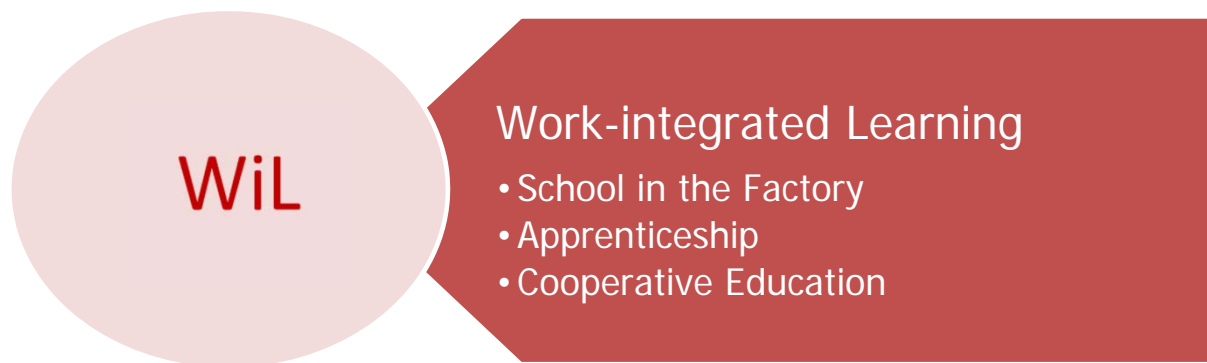 WiL
Work-integrated Learning
• School in the Factory
• Apprenticeship
• Cooperative Education